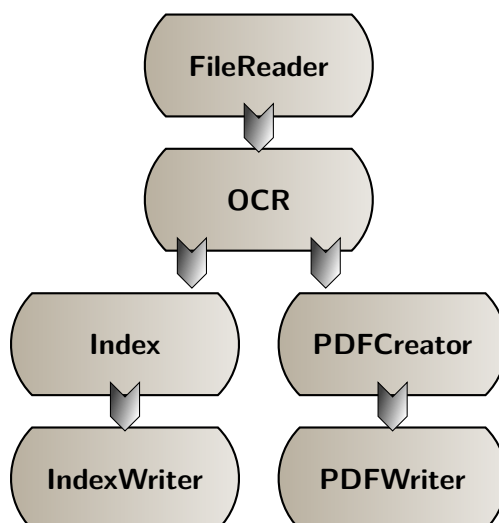 FileReader
OCR
Index
PDFCreator
IndexWriter
PDFWriter